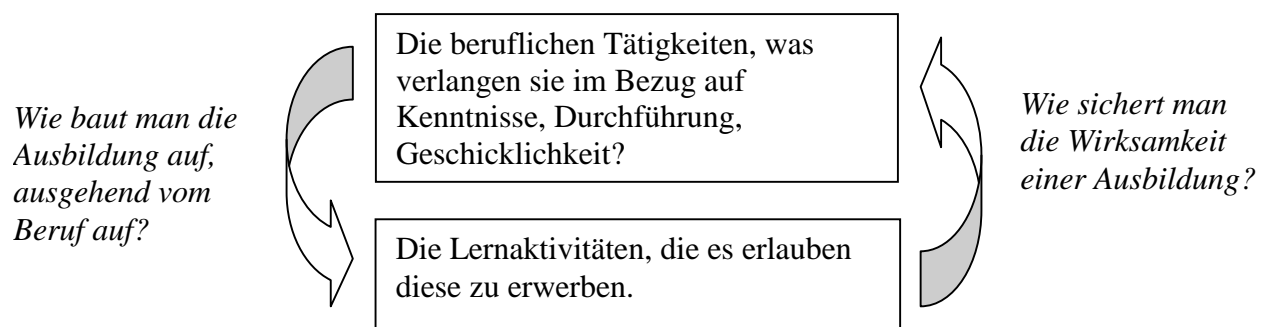 Wie baut man die
Ausbildung auf,
ausgehend vom
Beruf auf?
Die beruflichen Tätigkeiten, was
verlangen sie im Bezug auf
Kenntnisse, Durchführung,
Geschicklichkeit?
Die Lernaktivitäten, die es erlauben
diese zu erwerben.
Wie sichert man
die Wirksamkeit
einer Ausbildung?